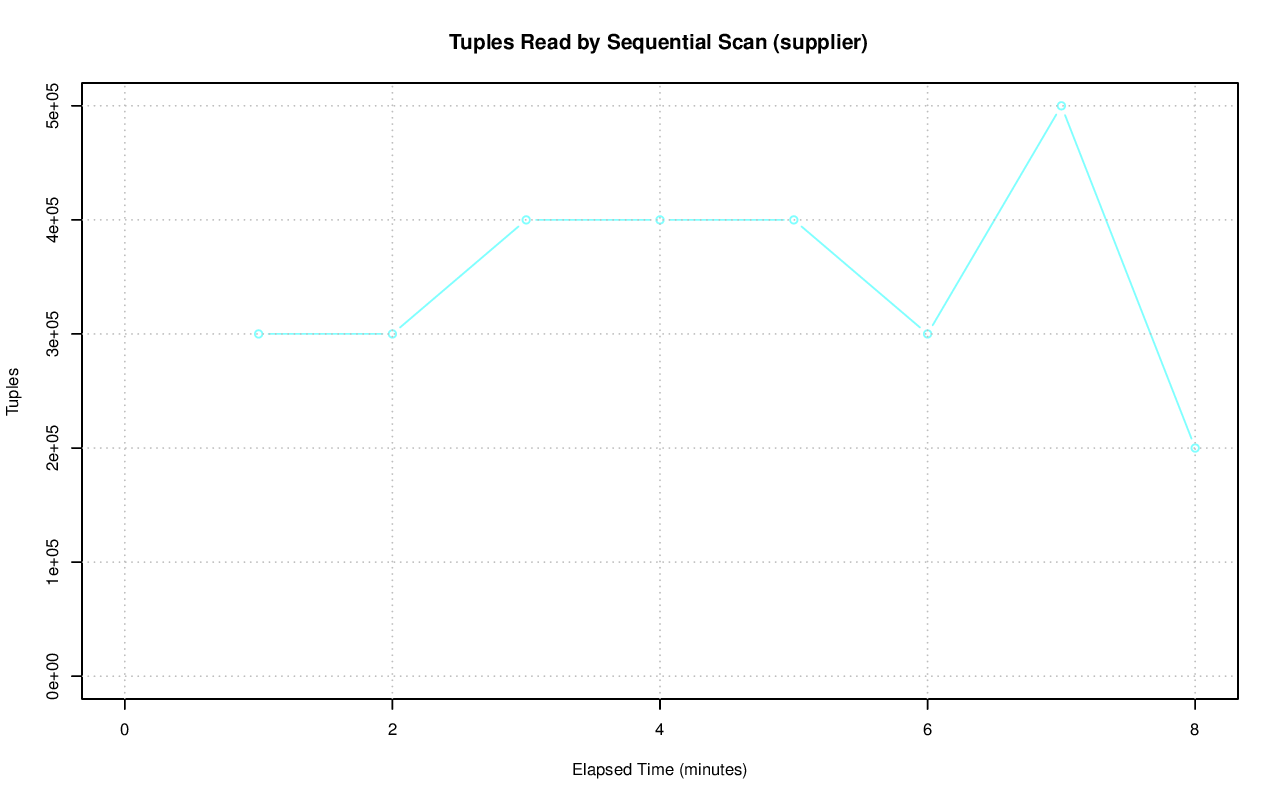 Tuples Read by Sequential Scan (supplier)
5e+05
4e+05
3e+05
2e+05
1e+05
0e+00
Tuples
0 2 4 6 8
Elapsed Time (minutes)